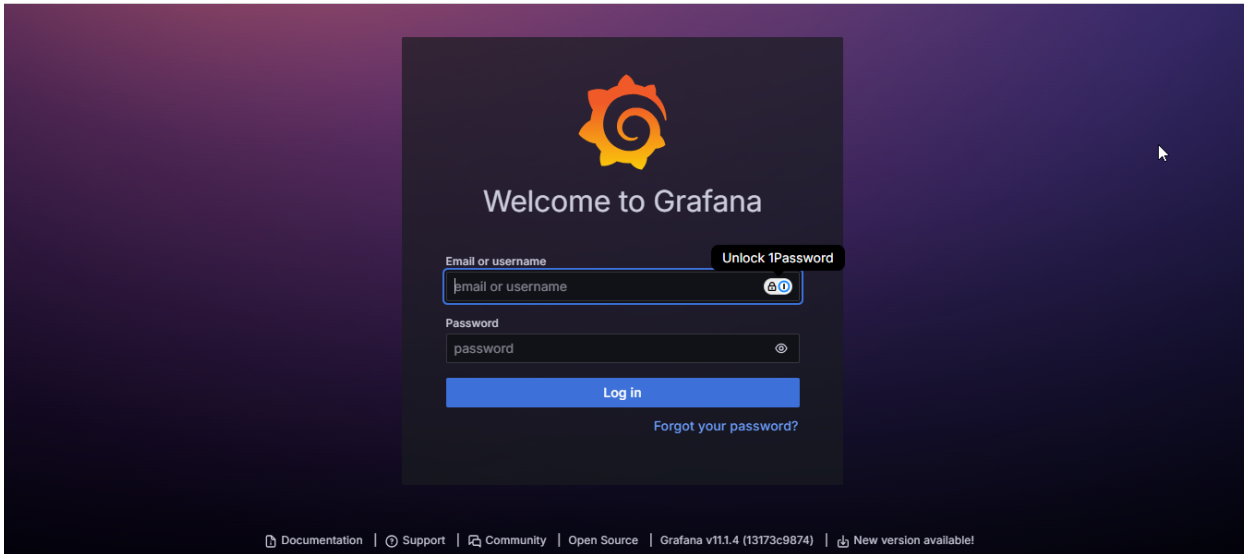 Welcome to Grafana
Email or username
Unlock 1Password
email or username
Password
password
Log in
Forgot your password?
Documentation | Support | Community | Open Source | Grafana v11.1.4 (13173c9874) | New version available!